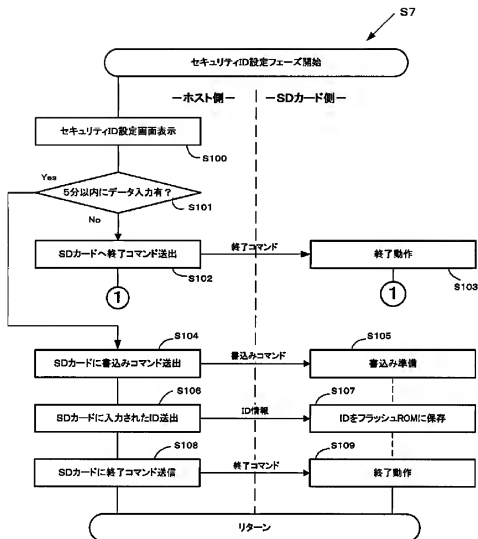 S7
セキュリティID設定フェーズ開始
－ホスト側－
－SDカード側－
セキュリティID設定画面表示
S100
Yes
5分以内にデータ入力有?
S101
No
SDカードへ終了コマンド送出
終了コマンド
終了動作
S102
S103
1
1
S104
S105
SDカードに書込みコマンド送出
書込みコマンド
書込み準備
S106
S107
SDカードに入力されたID送出
ID情報
IDをフラッシュROMに保存
S108
S109
SDカードに終了コマンド送信
終了コマンド
終了動作
リターン